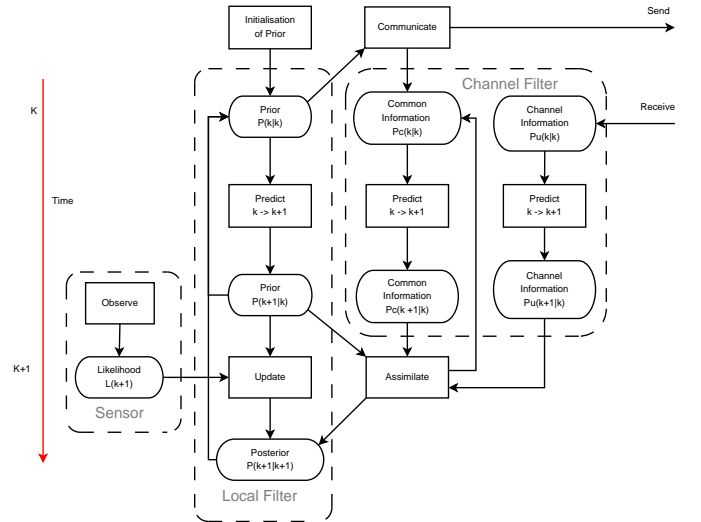 Initialisation
of Prior
Communicate
Send
Channel Filter
K
Prior
P(k|k)
Common
Information
Pc(k|k)
Channel
Information
Pu(k|k)
Receive
Time
Predict
k -> k+1
Predict
k -> k+1
Predict
k -> k+1
Observe
Prior
P(k+1|k)
Common
Information
Pc(k +1|k)
Channel
Information
Pu(k+1|k)
K+1
Likelihood
L(k+1)
Update
Assimilate
Sensor
Posterior
P(k+1|k+1)
Local Filter